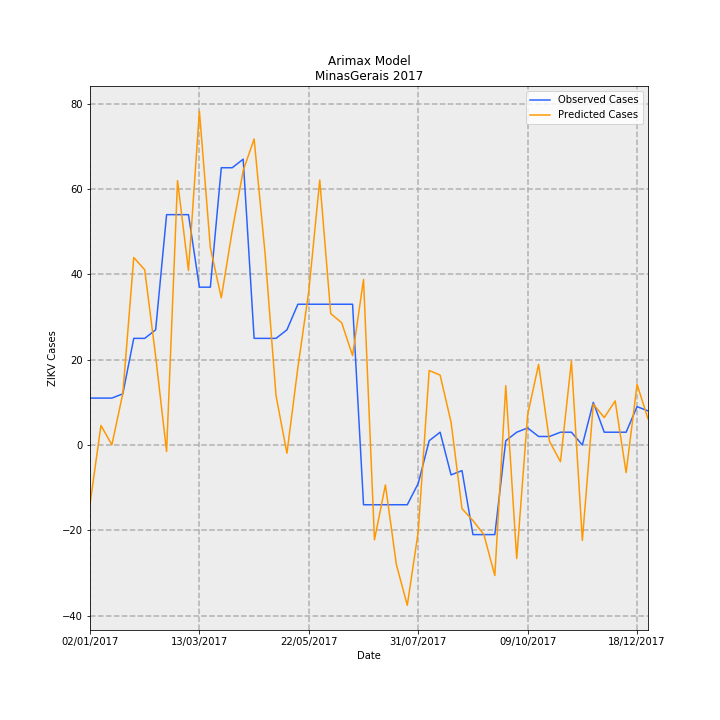 Arimax Model
MinasGerais 2017
Observed Cases
Predicted Cases
ZIKV Cases
80
60
40
20
0
−20
−40
02/01/2017 13/03/2017 22/05/2017 31/07/2017 09/10/2017 18/12/2017
Date